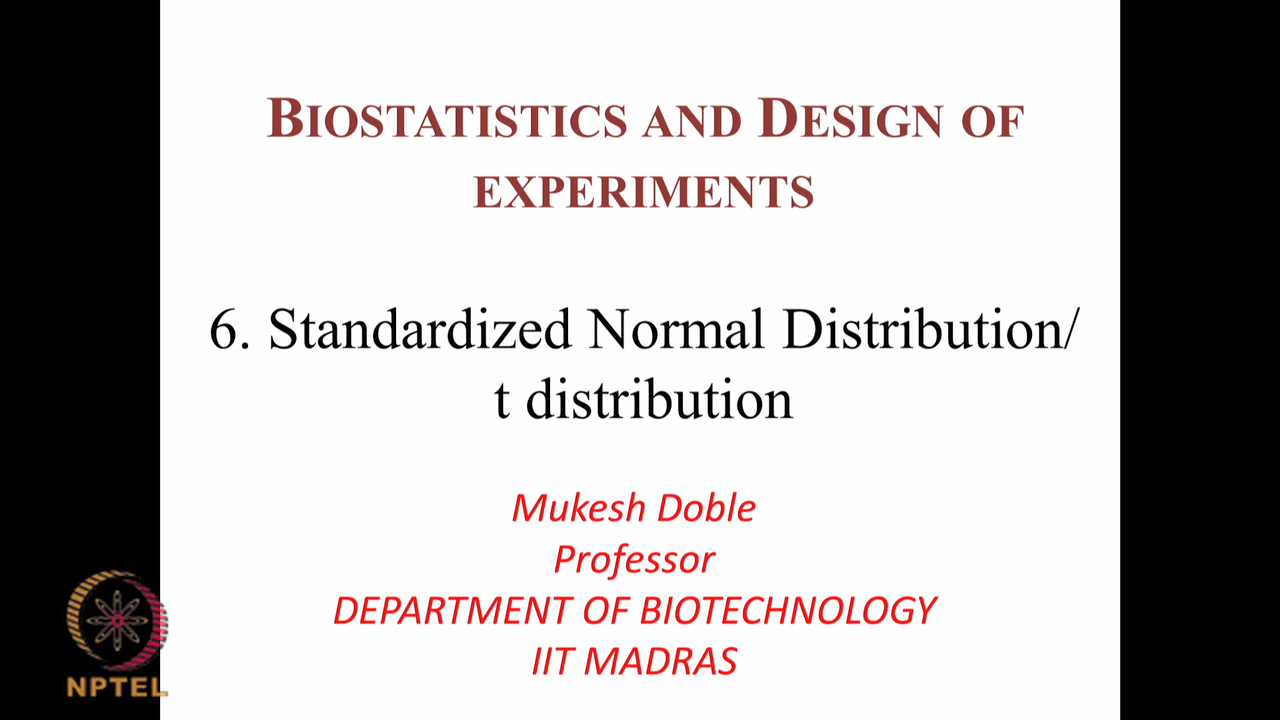 BIOSTATISTICS AND DESIGN OF
EXPERIMENTS
6. Standardized Normal Distribution/
t distribution
Mukesh Doble
Professor
DEPARTMENT OF BIOTECHNOLOGY
IIT MADRAS
NPTEL